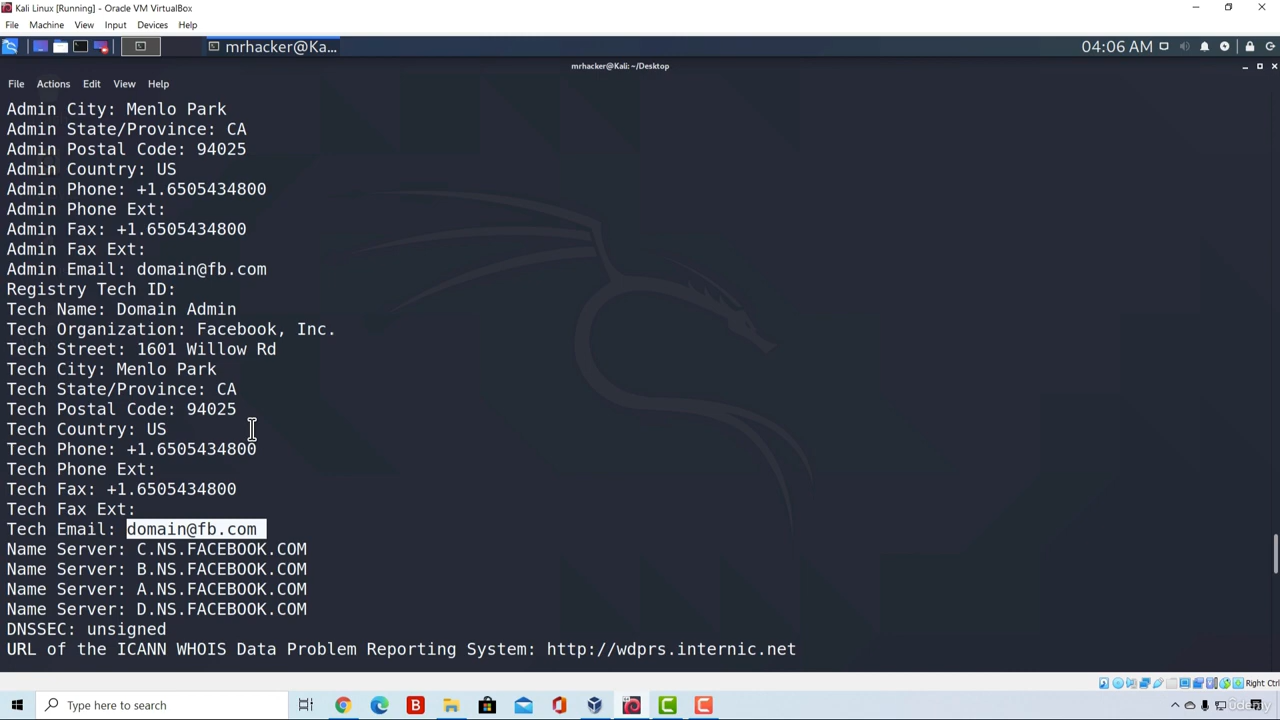 Kali Linux [Running] - Oracle VM VirtualBox
File Machine View Input Devices Help
mrhacker@Ka... 04:06 AM
mrhacker@Kali: ~/Desktop
File Actions Edit View Help
Admin City: Menlo Park
Admin State/Province: CA
Admin Postal Code: 94025
Admin Country: US
Admin Phone: +1.6505434800
Admin Phone Ext:
Admin Fax: +1.6505434800
Admin Fax Ext:
Admin Email: domain@fb.com
Registry Tech ID:
Tech Name: Domain Admin
Tech Organization: Facebook, Inc.
Tech Street: 1601 Willow Rd
Tech City: Menlo Park
Tech State/Province: CA
Tech Postal Code: 94025
Tech Country: US
Tech Phone: +1.6505434800
Tech Phone Ext:
Tech Fax: +1.6505434800
Tech Fax Ext:
Tech Email: domain@fb.com
Name Server: C.NS.FACEBOOK.COM
Name Server: B.NS.FACEBOOK.COM
Name Server: A.NS.FACEBOOK.COM
Name Server: D.NS.FACEBOOK.COM
DNSSEC: unsigned
URL of the ICANN WHOIS Data Problem Reporting System: http://wdprs.internic.net
Right Ctrl
Type here to search
Udemy